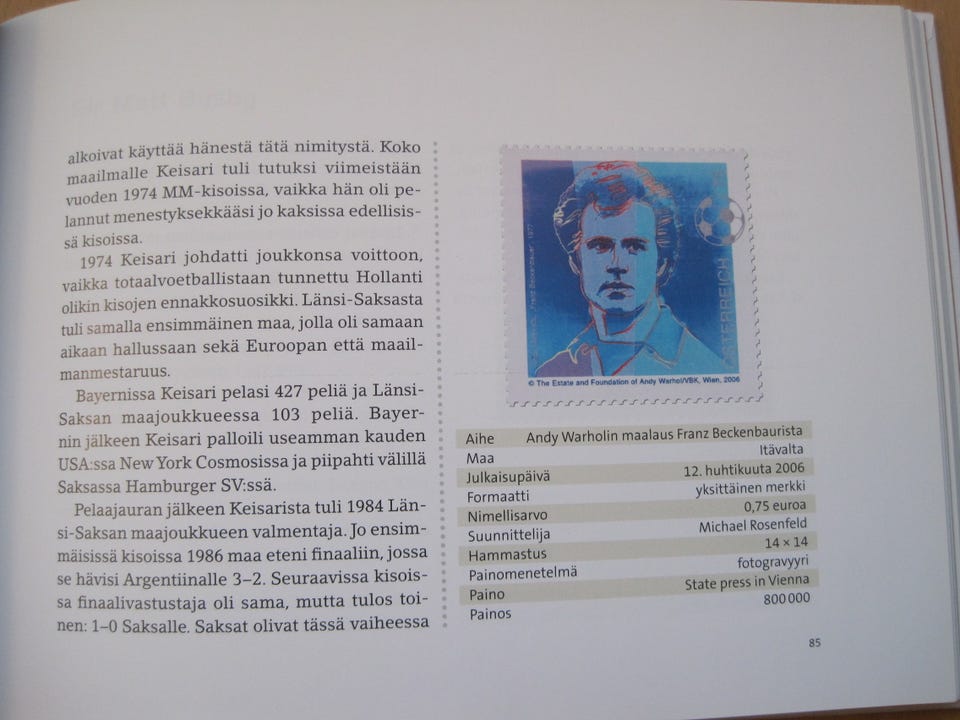 alkoivat käyttää hänestä tätä nimitystä. Koko
maailmalle Keisari tuli tutuksi viimeistään
vuoden 1974 MM-kisoissa, vaikka hän oli pe-
lannut menestyksekkääsi jo kaksissa edellisis-
sä kisoissa.
1974 Keisari johdatti joukkonsa voittoon,
vaikka totaalvoetballistaan tunnettu Hollanti
olikin kisojen ennakkosuosikki. Länsi-Saksasta
tuli samalla ensimmäinen maa, jolla oli samaan
aikaan hallussaan sekä Euroopan että maail-
manmestaruus.
Bayernissa Keisari pelasi 427 peliä ja Länsi-
Saksan maajoukkueessa 103 peliä. Bayer-
nin jälkeen Keisari palloili useamman kauden
USA:ssa New York Cosmosissa ja piipahti välillä
Saksassa Hamburger SV:ssä.
Pelaajauran jälkeen Keisarista tuli 1984 Län-
si-Saksan maajoukkueen valmentaja. Jo ensim-
mäisissä kisoissa 1986 maa eteni finaaliin, jossa
se hävisi Argentiinalle 3–2. Seuraavissa kisois-
sa finaalivastustaja oli sama, mutta tulos toi-
nen: 1–0 Saksalle. Saksat olivat tässä vaiheessa
ÖSTERREICH
Franz Beckenbauer, 1977
© The Estate and Foundation of Andy Warhol/VBK, Wien, 2006
Aihe Andy Warholin maalaus Franz Beckenbaurista
Maa Itävalta
Julkaisupäivä 12. huhtikuuta 2006
Formaatti yksittäinen merkki
Nimellisarvo 0,75 euroa
Suunnittelija Michael Rosenfeld
Hammastus 14 × 14
Painomenetelmä fotogravyyri
Paino State press in Vienna
Painos 800 000
85